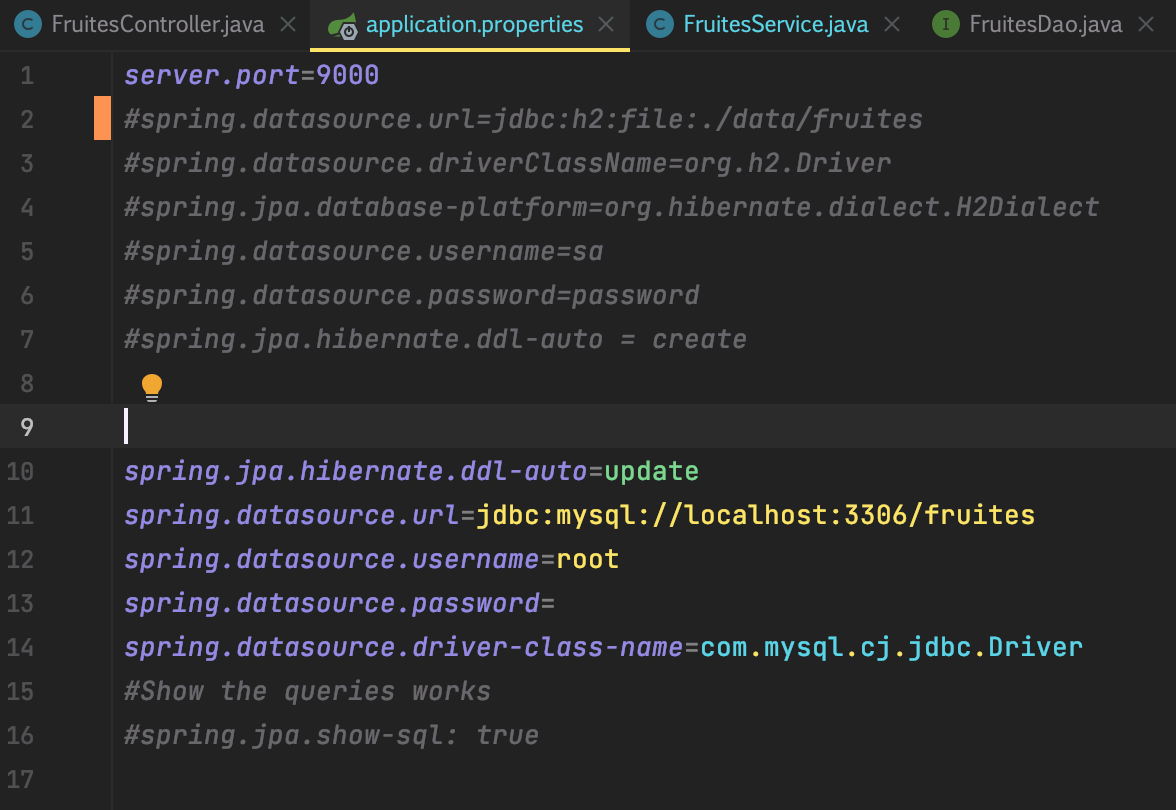 FruitesController.java application.properties FruitesService.java FruitesDao.java
1 server.port=9000
2 #spring.datasource.url=jdbc:h2:file:./data/fruites
3 #spring.datasource.driverClassName=org.h2.Driver
4 #spring.jpa.database-platform=org.hibernate.dialect.H2Dialect
5 #spring.datasource.username=sa
6 #spring.datasource.password=password
7 #spring.jpa.hibernate.ddl-auto = create
8
9
10 spring.jpa.hibernate.ddl-auto=update
11 spring.datasource.url=jdbc:mysql://localhost:3306/fruites
12 spring.datasource.username=root
13 spring.datasource.password=
14 spring.datasource.driver-class-name=com.mysql.cj.jdbc.Driver
15 #Show the queries works
16 #spring.jpa.show-sql: true
17